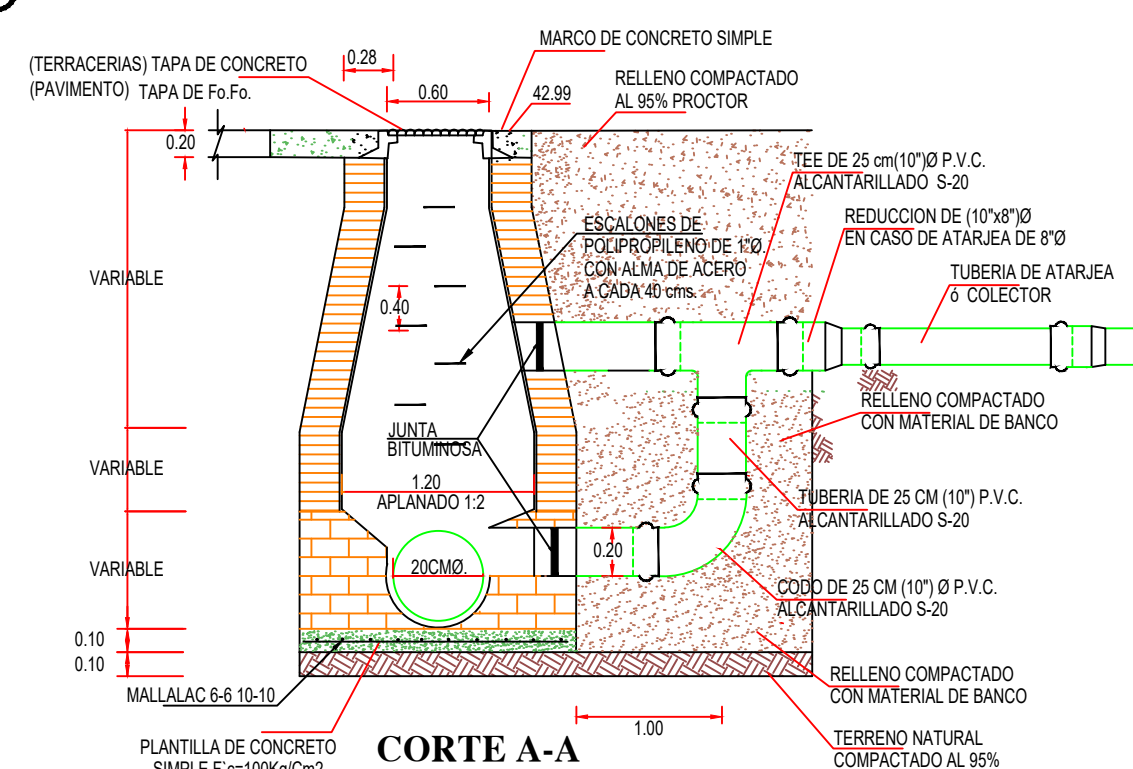 MARCO DE CONCRETO SIMPLE
0.28
(TERRACERIAS) TAPA DE CONCRETO
(PAVIMENTO) TAPA DE Fo.Fo.
0.60
42.99
RELLENO COMPACTADO
AL 95% PROCTOR
0.20
TEE DE 25 cm(10")Ø P.V.C.
ALCANTARILLADO S-20
REDUCCION DE (10"x8")Ø
EN CASO DE ATARJEA DE 8"Ø
ESCALONES DE
POLIPROPILENO DE 1"Ø.
CON ALMA DE ACERO
A CADA 40 cms.
TUBERIA DE ATARJEA
ó COLECTOR
VARIABLE
0.40
RELLENO COMPACTADO
CON MATERIAL DE BANCO
JUNTA
BITUMINOSA
VARIABLE
1.20
APLANADO 1:2
TUBERIA DE 25 CM (10") P.V.C.
ALCANTARILLADO S-20
0.20
VARIABLE
20CMØ.
CODO DE 25 CM (10") Ø P.V.C.
ALCANTARILLADO S-20
0.10
0.10
RELLENO COMPACTADO
CON MATERIAL DE BANCO
MALLALAC 6-6 10-10
1.00
PLANTILLA DE CONCRETO
SIMPLE F'c=100Kg/Cm2
CORTE A-A
TERRENO NATURAL
COMPACTADO AL 95%